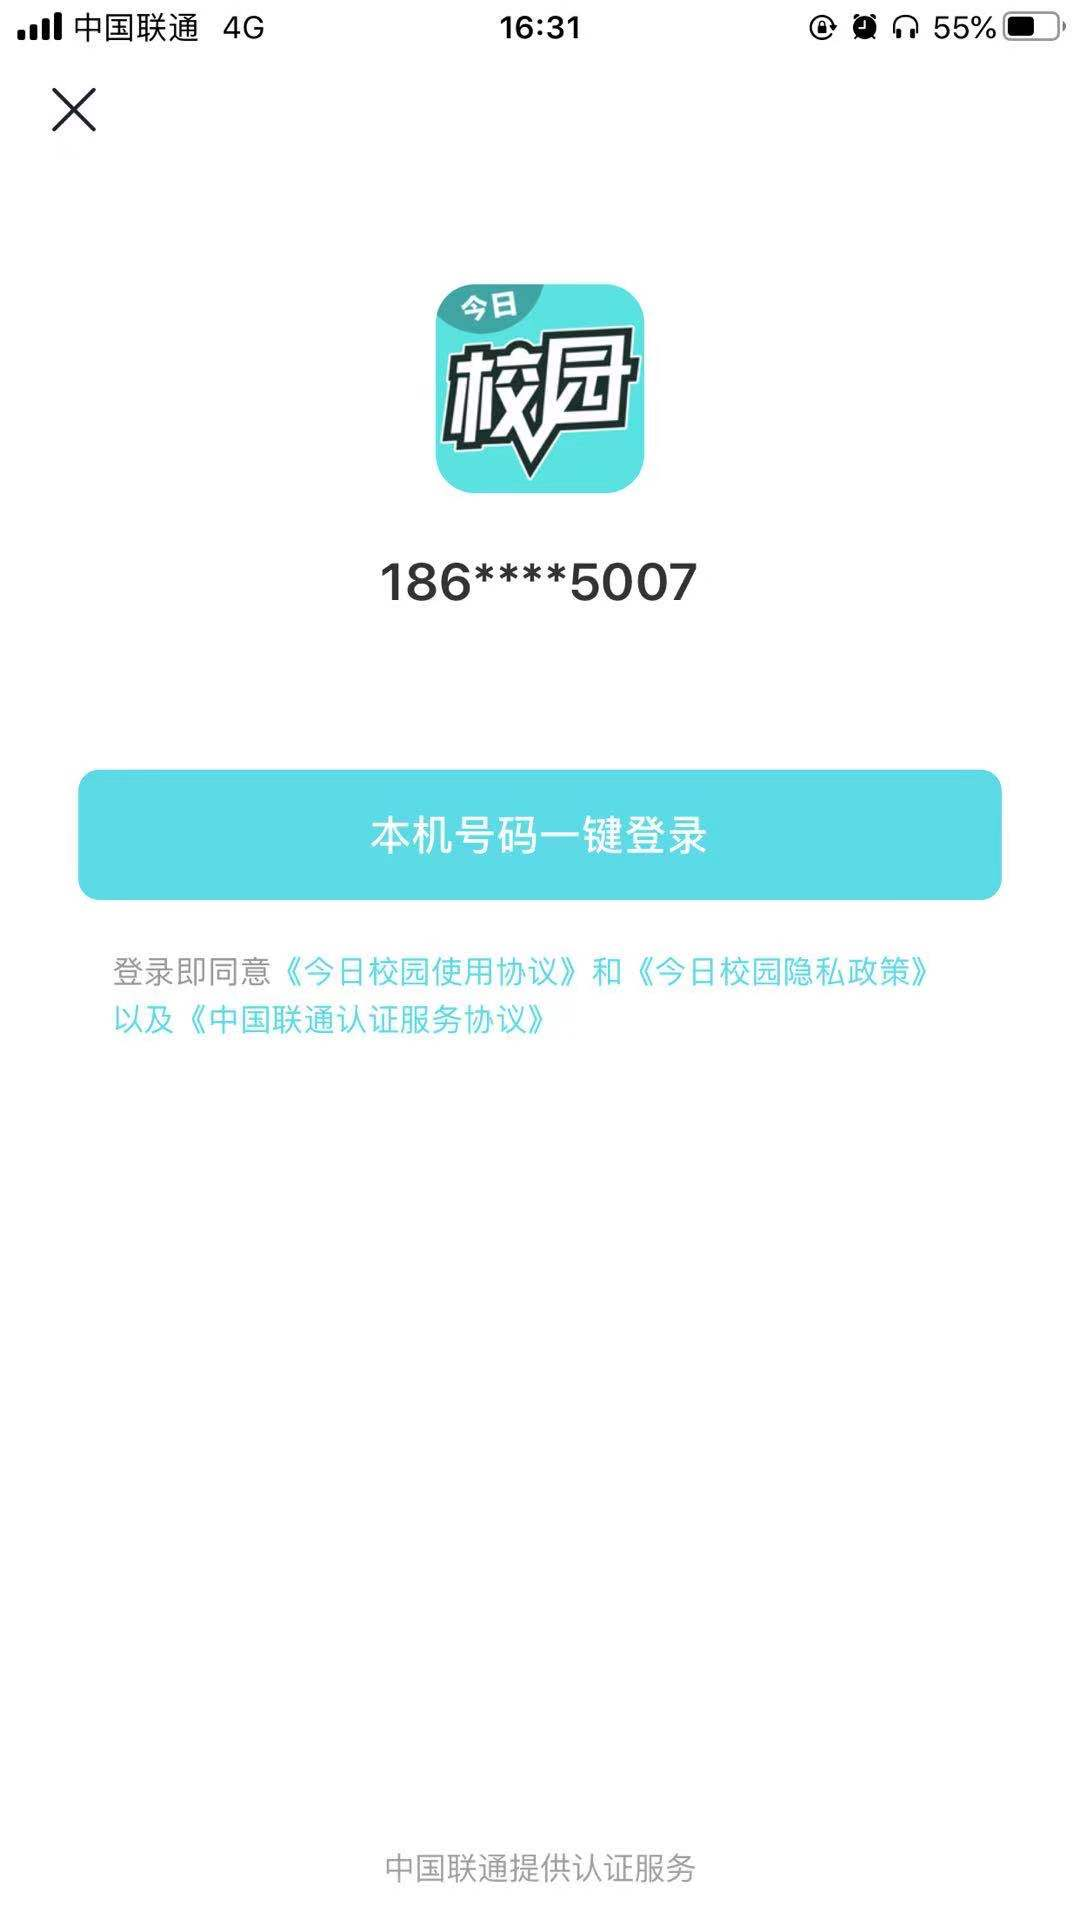 中国联通 4G 16:31 55%
今日
校园
186****5007
本机号码一键登录
登录即同意《今日校园使用协议》和《今日校园隐私政策》
以及《中国联通认证服务协议》
中国联通提供认证服务